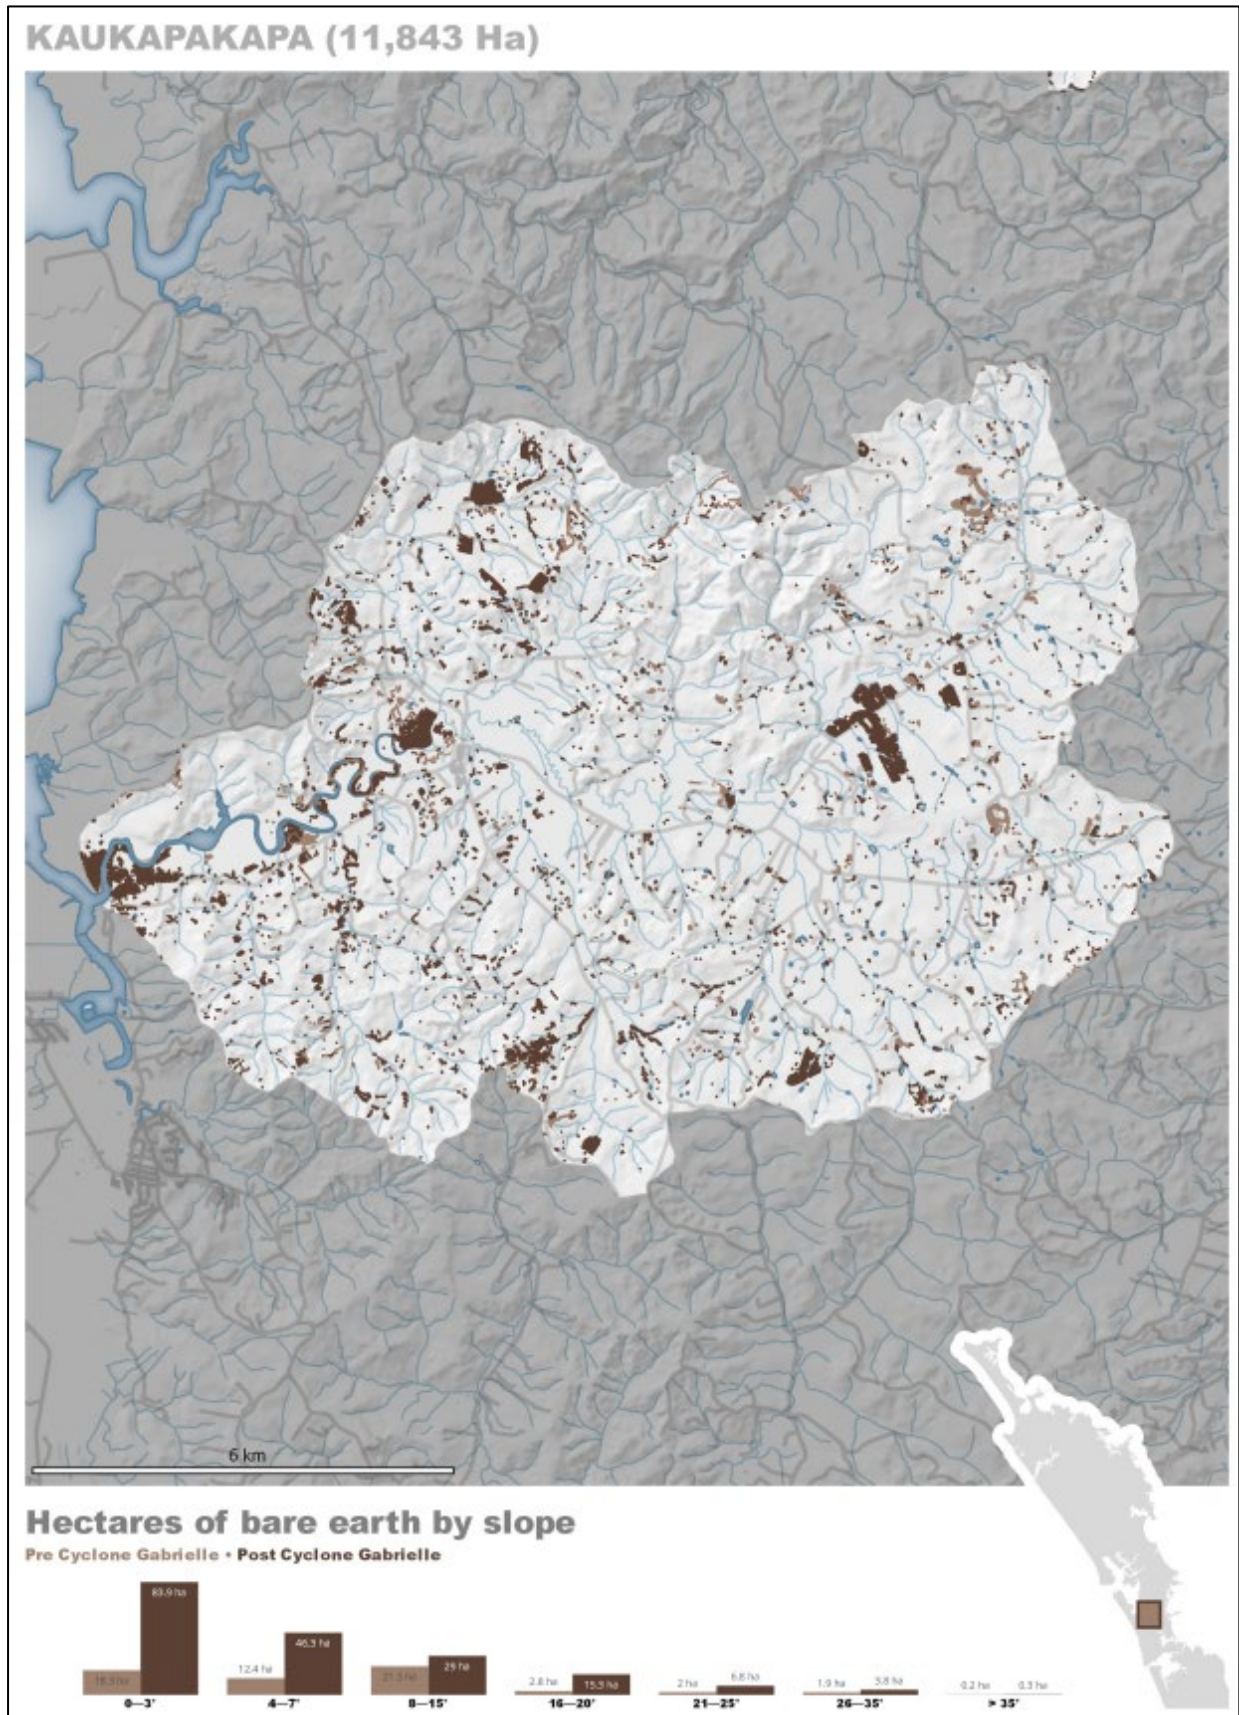 KAUKAPAKAPA (11,843 Ha)
6 km
Hectares of bare earth by slope
Pre Cyclone Gabrielle • Post Cyclone Gabrielle
83.9 ha
12.4 ha
46.3 ha
29 ha
2.8 ha
15.3 ha
2 ha
6.8 ha
1.9 ha
3.8 ha
0.2 ha
0.3 ha
0—3°
4—7°
8—15°
16—20°
21—25°
26—35°
> 35°